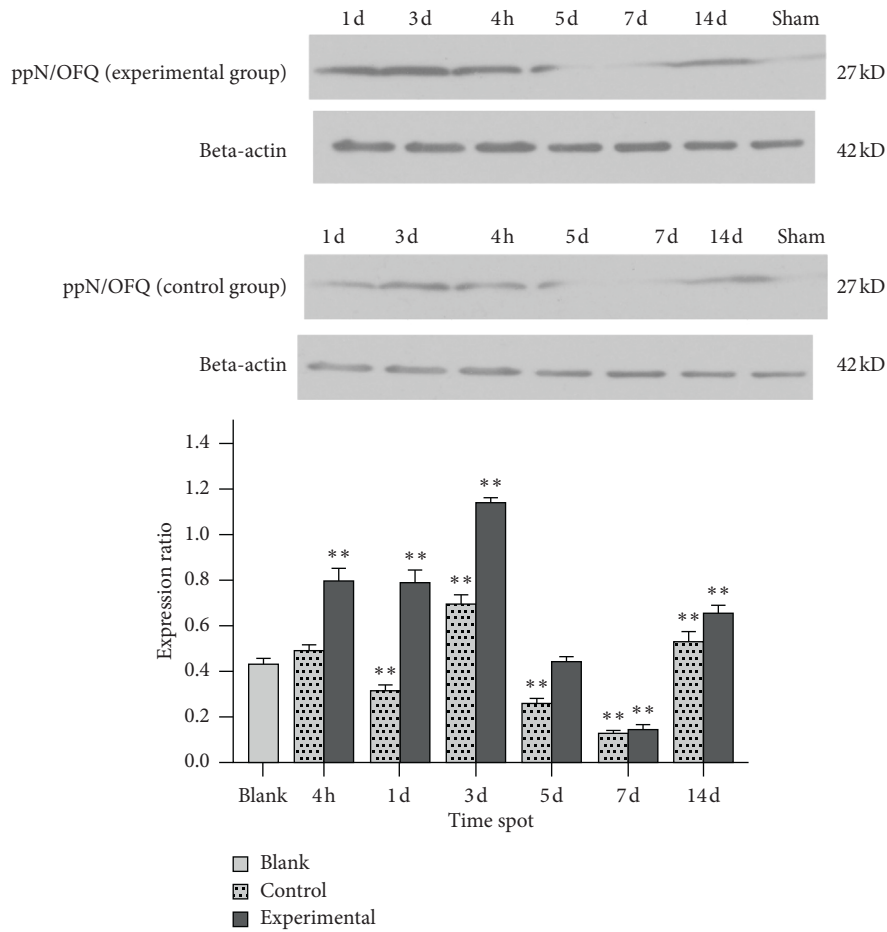 1 d 3 d 4 h 5 d 7 d 14 d Sham
ppN/OFQ (experimental group) 27 kD
Beta-actin 42 kD
1 d 3 d 4 h 5 d 7 d 14 d Sham
ppN/OFQ (control group) 27 kD
Beta-actin 42 kD
1.4
1.2
1.0
0.8
0.6
0.4
0.2
0.0
Expression ratio
** ** ** ** ** ** ** ** ** **
Blank 4 h 1 d 3 d 5 d 7 d 14 d
Time spot
Blank
Control
Experimental